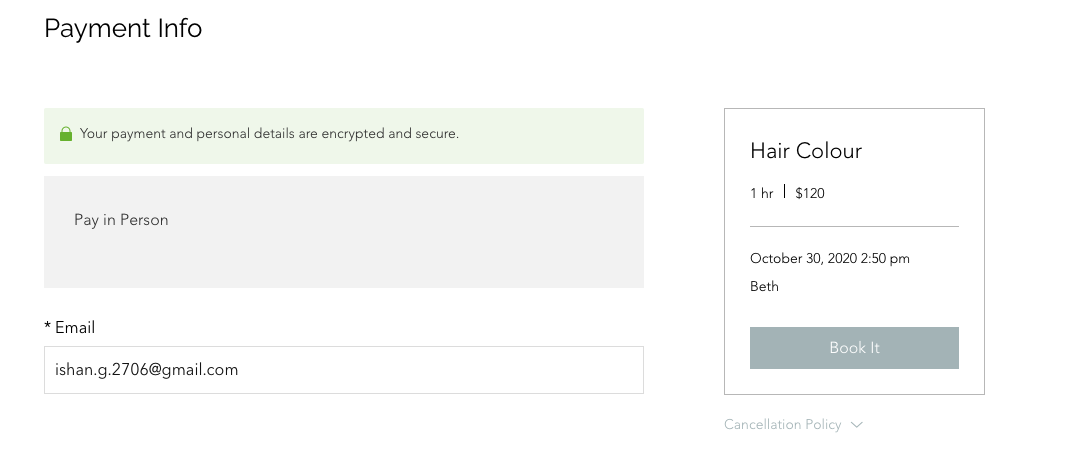 Payment Info
Your payment and personal details are encrypted and secure.
Pay in Person
* Email
ishan.g.2706@gmail.com
Hair Colour
1 hr | $120
October 30, 2020 2:50 pm
Beth
Book It
Cancellation Policy